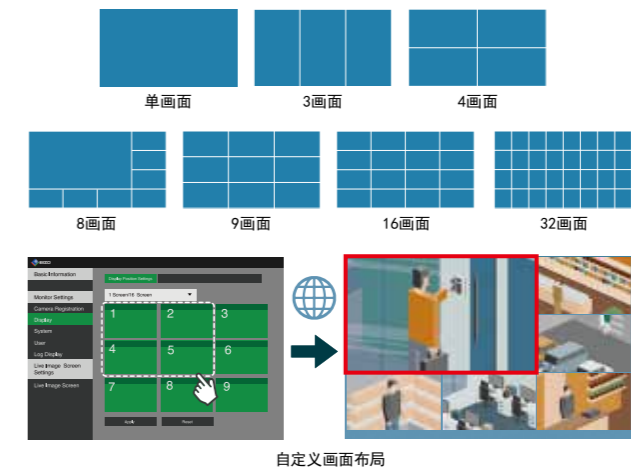 单画面
3画面
4画面
8画面
9画面
16画面
32画面
EIZO
Basic Information
Display Position Settings
Monitor Settings
1 Screen/16 Screen
Camera Registration
Display
System
User
Log Display
Live Image Screen
Settings
Live Image Screen
1 2 3
4 5 6
7 8 9
Apply
Reset
自定义画面布局